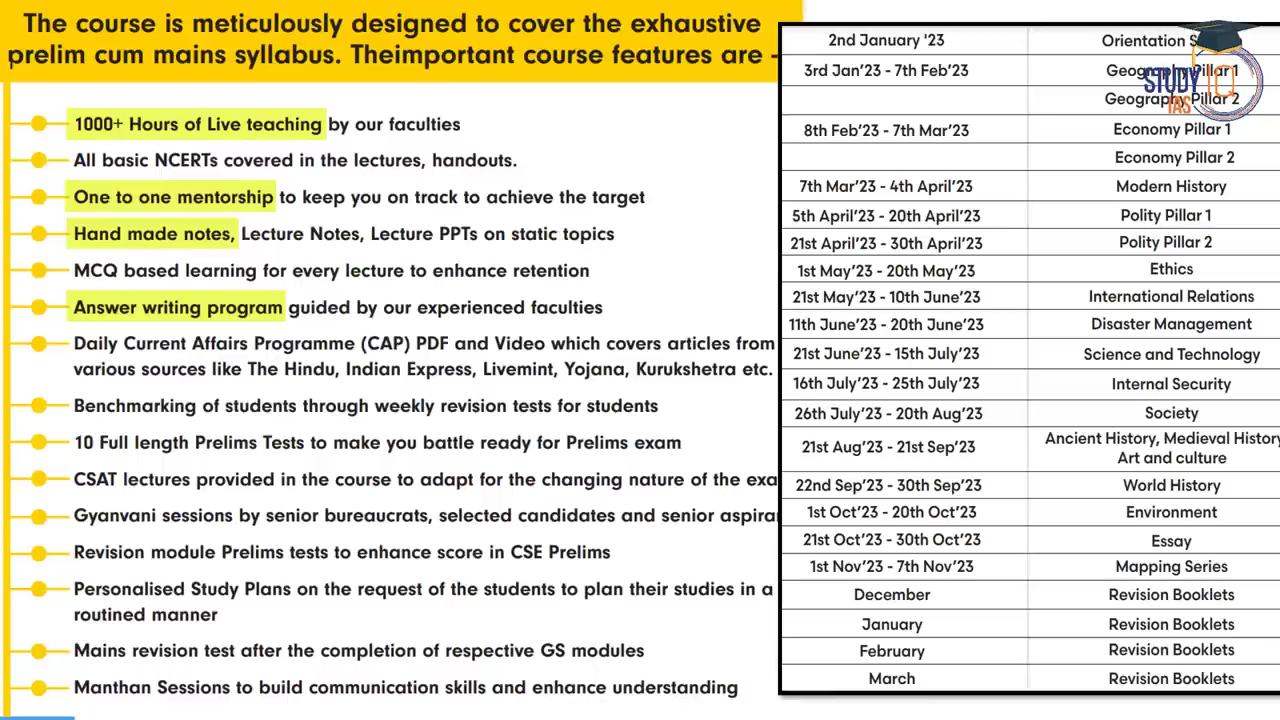 The course is meticulously designed to cover the exhaustive
prelim cum mains syllabus. Theimportant course features are -
1000+ Hours of Live teaching by our faculties
All basic NCERTs covered in the lectures, handouts.
One to one mentorship to keep you on track to achieve the target
Hand made notes, Lecture Notes, Lecture PPTs on static topics
MCQ based learning for every lecture to enhance retention
Answer writing program guided by our experienced faculties
Daily Current Affairs Programme (CAP) PDF and Video which covers articles from
various sources like The Hindu, Indian Express, Livemint, Yojana, Kurukshetra etc.
Benchmarking of students through weekly revision tests for students
10 Full length Prelims Tests to make you battle ready for Prelims exam
CSAT lectures provided in the course to adapt for the changing nature of the exa
Gyanvani sessions by senior bureaucrats, selected candidates and senior aspira
Revision module Prelims tests to enhance score in CSE Prelims
Personalised Study Plans on the request of the students to plan their studies in a
routined manner
Mains revision test after the completion of respective GS modules
Manthan Sessions to build communication skills and enhance understanding
2nd January '23 Orientation
3rd Jan'23 - 7th Feb'23 Geography Pillar 1
Geography Pillar 2
8th Feb'23 - 7th Mar'23 Economy Pillar 1
Economy Pillar 2
7th Mar'23 - 4th April'23 Modern History
5th April'23 - 20th April'23 Polity Pillar 1
21st April'23 - 30th April'23 Polity Pillar 2
1st May'23 - 20th May'23 Ethics
21st May'23 - 10th June'23 International Relations
11th June'23 - 20th June'23 Disaster Management
21st June'23 - 15th July'23 Science and Technology
16th July'23 - 25th July'23 Internal Security
26th July'23 - 20th Aug'23 Society
21st Aug'23 - 21st Sep'23 Ancient History, Medieval History
Art and culture
22nd Sep'23 - 30th Sep'23 World History
1st Oct'23 - 20th Oct'23 Environment
21st Oct'23 - 30th Oct'23 Essay
1st Nov'23 - 7th Nov'23 Mapping Series
December Revision Booklets
January Revision Booklets
February Revision Booklets
March Revision Booklets
STUDY IQ
IAS